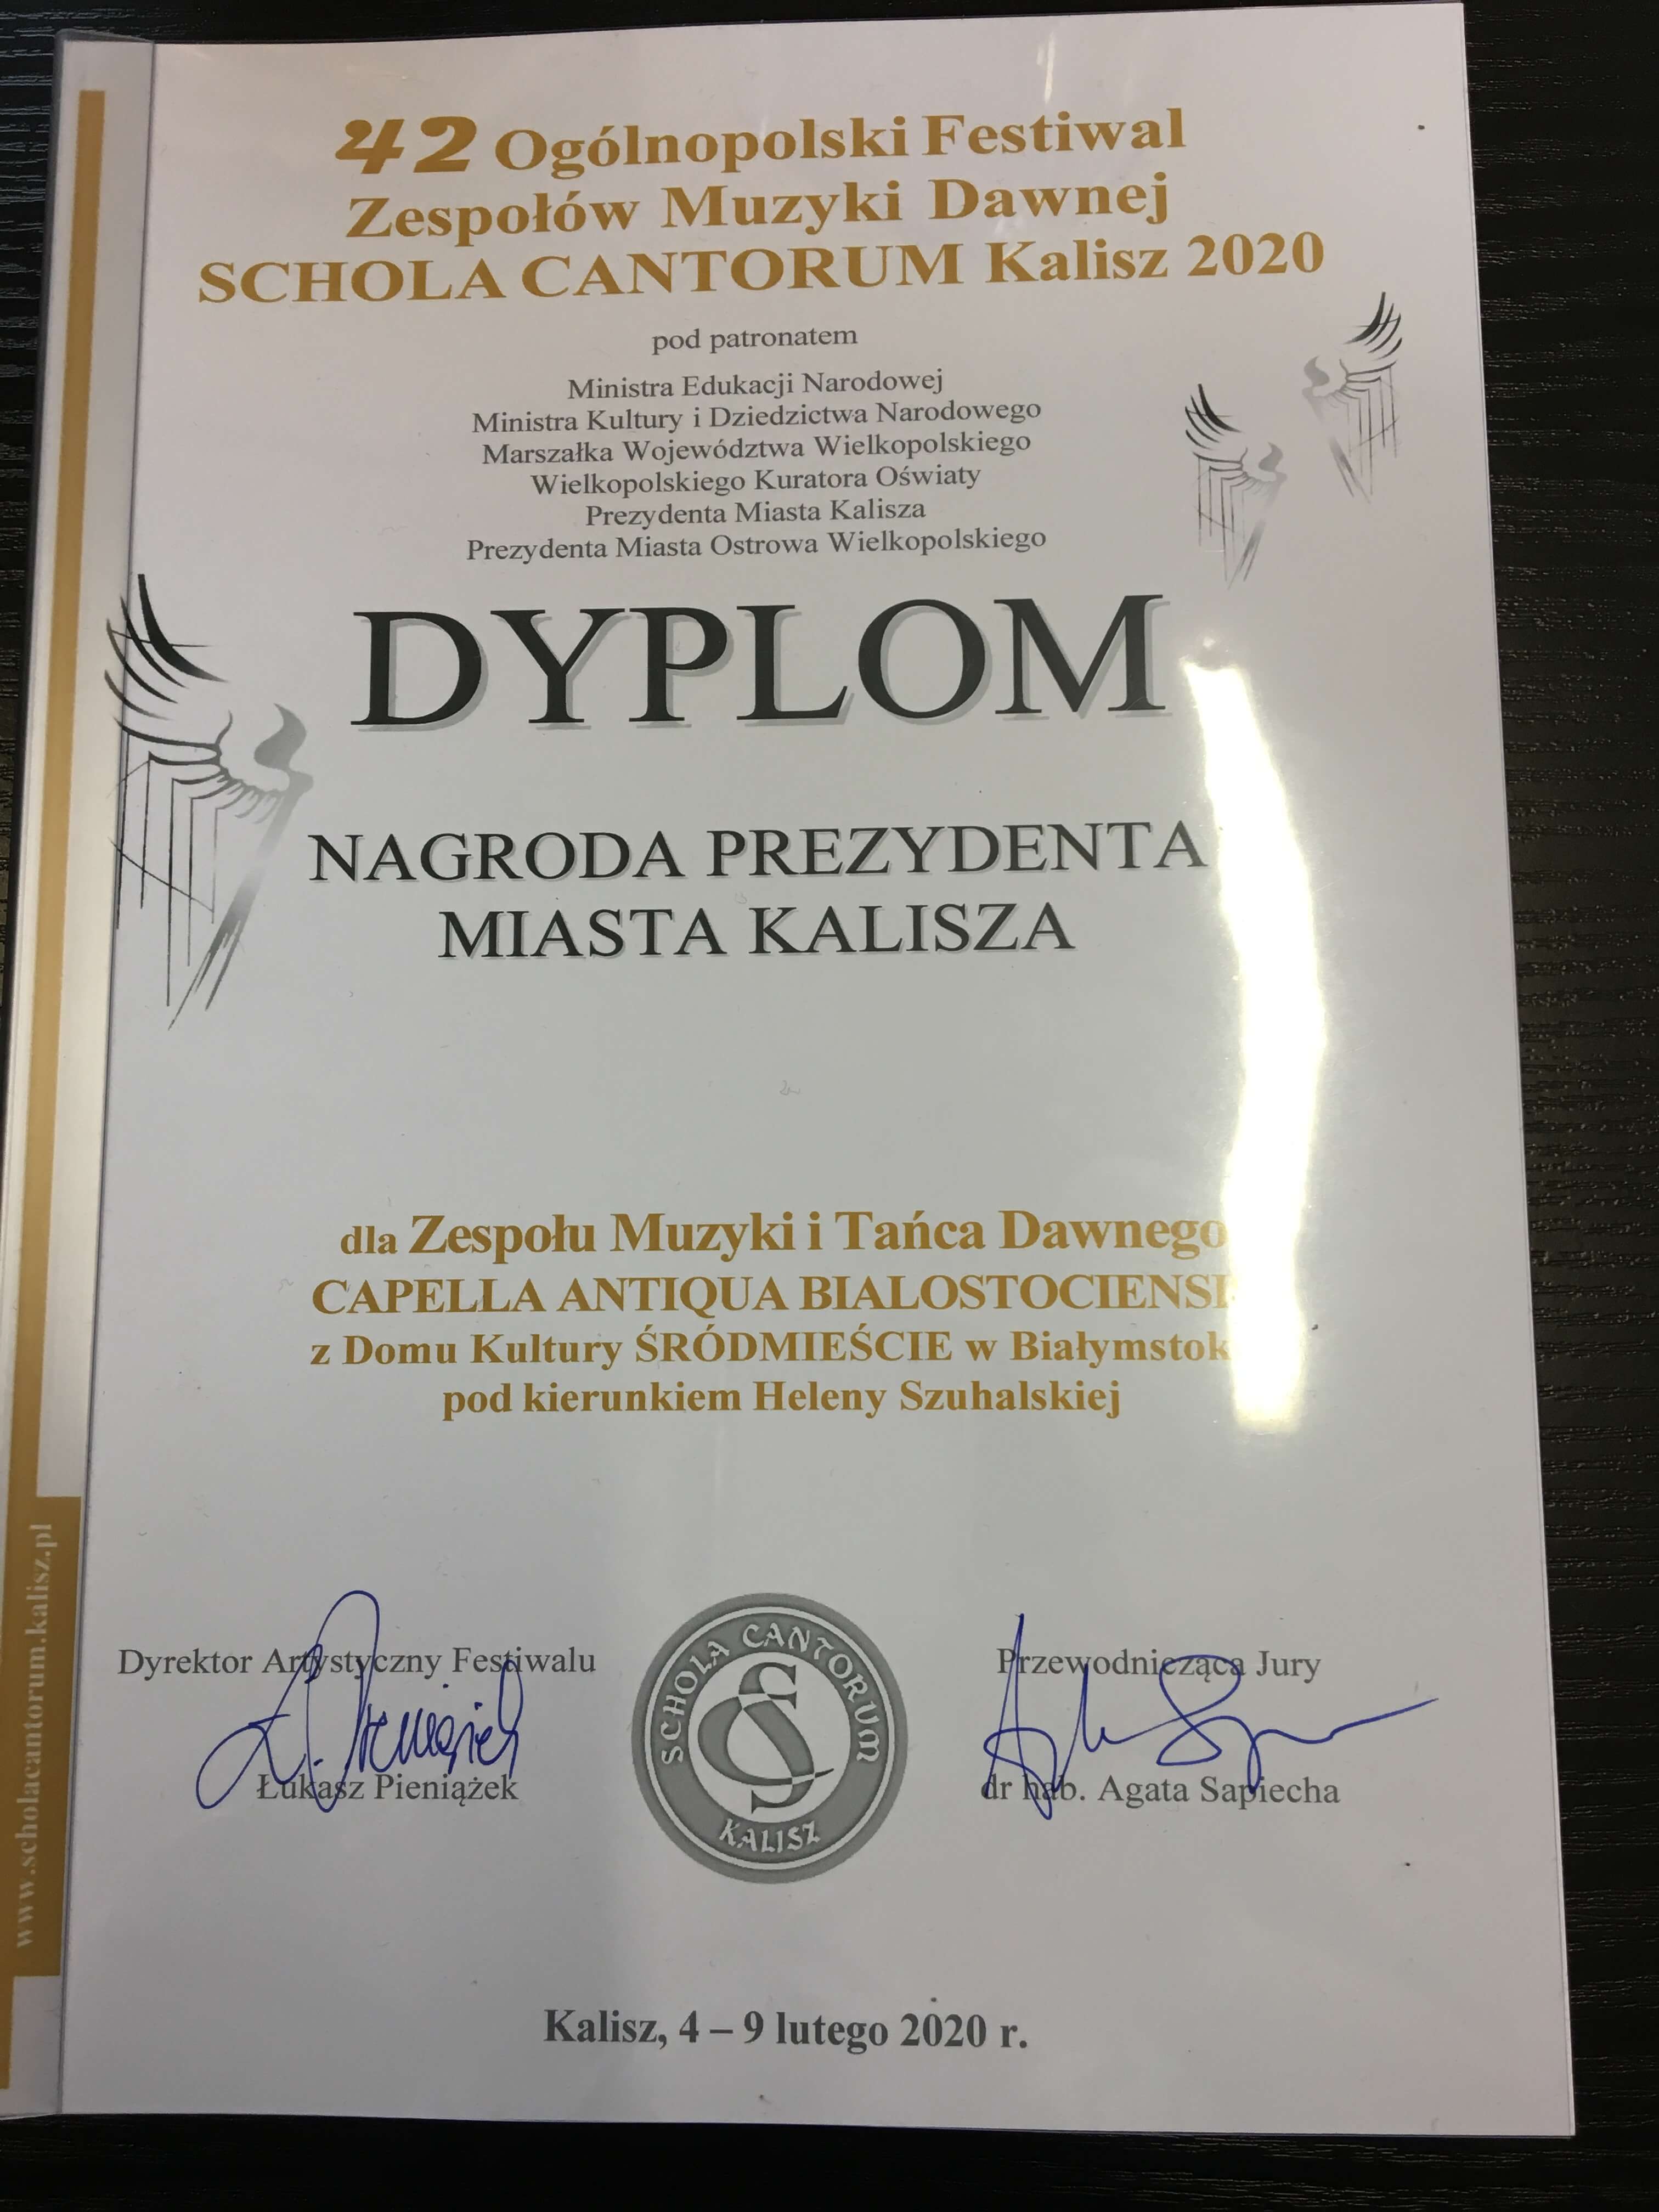 42 Ogólnopolski Festiwal
Zespołów Muzyki Dawnej
SCHOLA CANTORUM Kalisz 2020
pod patronatem
Ministra Edukacji Narodowej
Ministra Kultury i Dziedzictwa Narodowego
Marszałka Województwa Wielkopolskiego
Wielkopolskiego Kuratora Oświaty
Prezydenta Miasta Kalisza
Prezydenta Miasta Ostrowa Wielkopolskiego
DYPLOM
NAGRODA PREZYDENTA
MIASTA KALISZA
dla Zespołu Muzyki i Tańca Dawnego
CAPELLA ANTIQUA
z Domu Kultury ŚRÓDMIEŚCIE w
pod kierunkiem Heleny Szuhalskiej
Dyrektor Artystyczny Festiwalu
Łukasz Pieniążek
SCHOLA CANTORUM
KALISZ
Przewodnicząca Jury
dr hab. Agata Sapiecha
Kalisz, 4 – 9 lutego 2020 r.
www.scholacantorum.kalisz.pl